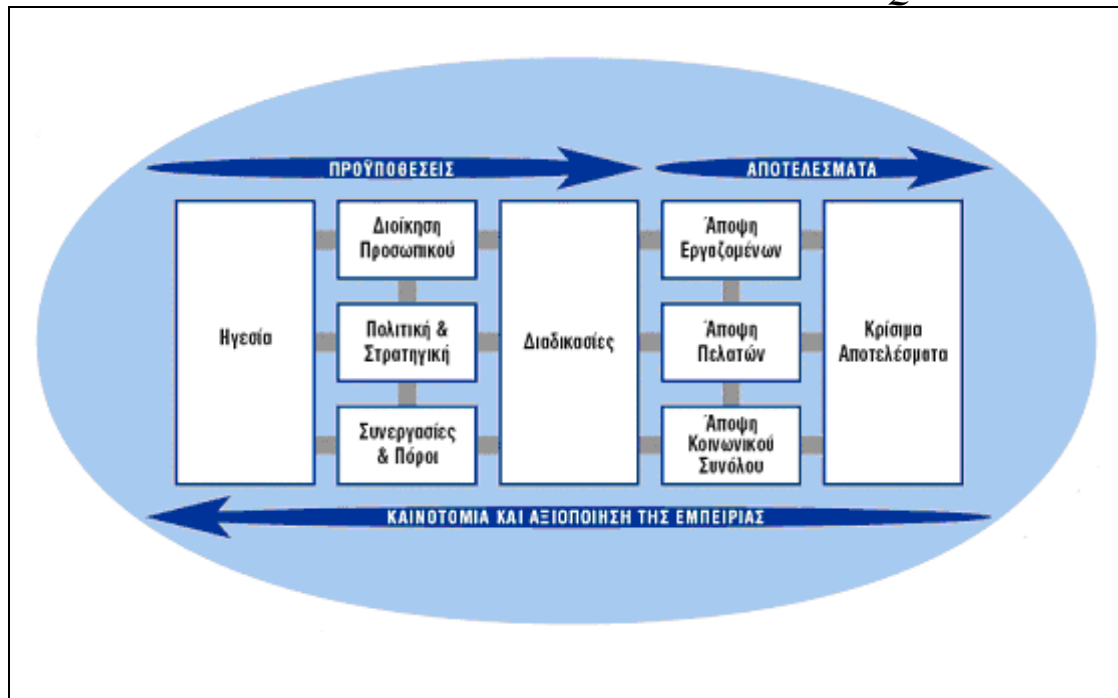 ΠΡΟΫΠΟΘΕΣΕΙΣ
ΑΠΟΤΕΛΕΣΜΑΤΑ
Ηγεσία
Διοίκηση
Προσωπικού
Πολιτική &
Στρατηγική
Συνεργασίες
& Πόροι
Διαδικασίες
Άποψη
Εργαζομένων
Άποψη
Πελατών
Άποψη
Κοινωνικού
Συνόλου
Κρίσιμα
Αποτελέσματα
ΚΑΙΝΟΤΟΜΙΑ ΚΑΙ ΑΞΙΟΠΟΙΗΣΗ ΤΗΣ ΕΜΠΕΙΡΙΑΣ